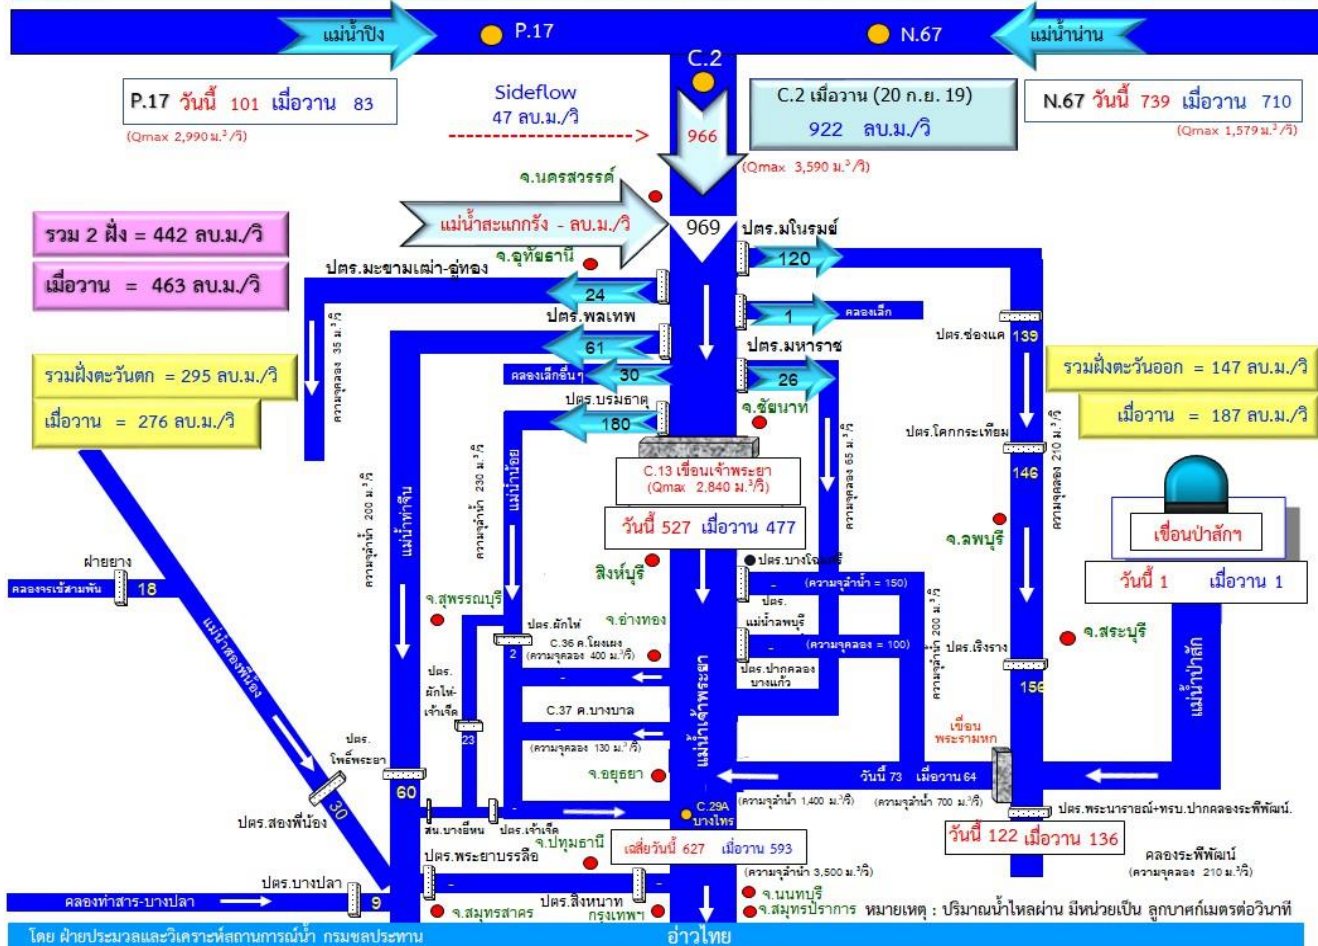 แม่น้ำปิง
P.17
N.67
แม่น้ำน่าน
C.2
P.17 วันนี้ 101 เมื่อวาน 83
(Qmax 2,990 ม.³/วิ)
Sideflow
47 ลบ.ม./วิ
966
C.2 เมื่อวาน (20 ก.ย. 19)
922 ลบ.ม./วิ
(Qmax 3,590 ม.³/วิ)
N.67 วันนี้ 739 เมื่อวาน 710
(Qmax 1,579 ม.³/วิ)
จ.นครสวรรค์
แม่น้ำสะแกกรัง - ลบ.ม./วิ
969
รวม 2 ฝั่ง = 442 ลบ.ม./วิ
เมื่อวาน = 463 ลบ.ม./วิ
จ.อุทัยธานี
ปตร.มะขามเฒ่า-อู่ทอง
24
ปตร.มโนรมย์
120
ปตร.พลเทพ
61
1
คลองเล็ก
ปตร.ช่องแค
139
คลองเล็กอื่นๆ
30
ปตร.มหาราช
26
ความจุคลอง 35 ม.³/วิ
รวมฝั่งตะวันตก = 295 ลบ.ม./วิ
เมื่อวาน = 276 ลบ.ม./วิ
รวมฝั่งตะวันออก = 147 ลบ.ม./วิ
เมื่อวาน = 187 ลบ.ม./วิ
ปตร.บรมธาตุ
180
จ.ชัยนาท
ปตร.โคกกระเทียม
146
C.13 เขื่อนเจ้าพระยา
(Qmax 2,840 ม.³/วิ)
วันนี้ 527 เมื่อวาน 477
ความจุลำน้ำ 200 ม.³/วิ
แม่น้ำท่าจีน
ความจุลำน้ำ 230 ม.³/วิ
แม่น้ำน้อย
ความจุคลอง 65 ม.³/วิ
ความจุคลอง 210 ม.³/วิ
จ.ลพบุรี
เขื่อนป่าสักฯ
วันนี้ 1 เมื่อวาน 1
ฝายยาง
คลองจรเข้สามพัน
18
แม่น้ำสองพี่น้อง
สิงห์บุรี
(ความจุลำน้ำ = 150)
-
จ.สุพรรณบุรี
ปตร.
แม่น้ำลพบุรี
จ.อ่างทอง
ปตร.ผักไห่
2
C.36 ค.โผงเผง
(ความจุคลอง 400 ม.³/วิ)
-
(ความจุคลอง = 100)
-
ปตร.ปากคลอง
บางแก้ว
ความจุลำน้ำ 200 ม.³/วิ
ปตร.เริงราง
156
จ.สระบุรี
แม่น้ำป่าสัก
แม่น้ำเจ้าพระยา
ปตร.
ผักไห่-
เจ้าเจ็ด
23
C.37 ค.บางบาล
-
(ความจุคลอง 130 ม.³/วิ)
เขื่อน
พระรามหก
ปตร.
โพธิ์พระยา
60
จ.อยุธยา
วันนี้ 73 เมื่อวาน 64
(ความจุลำน้ำ 1,400 ม.³/วิ)
(ความจุลำน้ำ 700 ม.³/วิ)
30
ปตร.สองพี่น้อง
สน.บางยี่หน
ปตร.เจ้าเจ็ด
-
C.29A
บางไทร
ปตร.พระนารายณ์+ทรบ.ปากคลองระพีพัฒน์.
วันนี้ 122 เมื่อวาน 136
คลองระพีพัฒน์
(ความจุคลอง 210 ม.³/วิ)
จ.ปทุมธานี
เฉลี่ยวันนี้ 627 เมื่อวาน 593
(ความจุลำน้ำ 3,500 ม.³/วิ)
ปตร.พระยาบรรลือ
-
-
ปตร.สิงหนาท
ปตร.บางปลา
คลองท่าสาร-บางปลา
9
จ.สมุทรสาคร
กรุงเทพฯ
จ.นนทบุรี
จ.สมุทรปราการ
หมายเหตุ : ปริมาณน้ำไหลผ่าน มีหน่วยเป็น ลูกบาศก์เมตรต่อวินาที
โดย ฝ่ายประมวลและวิเคราะห์สถานการณ์น้ำ กรมชลประทาน
อ่าวไทย